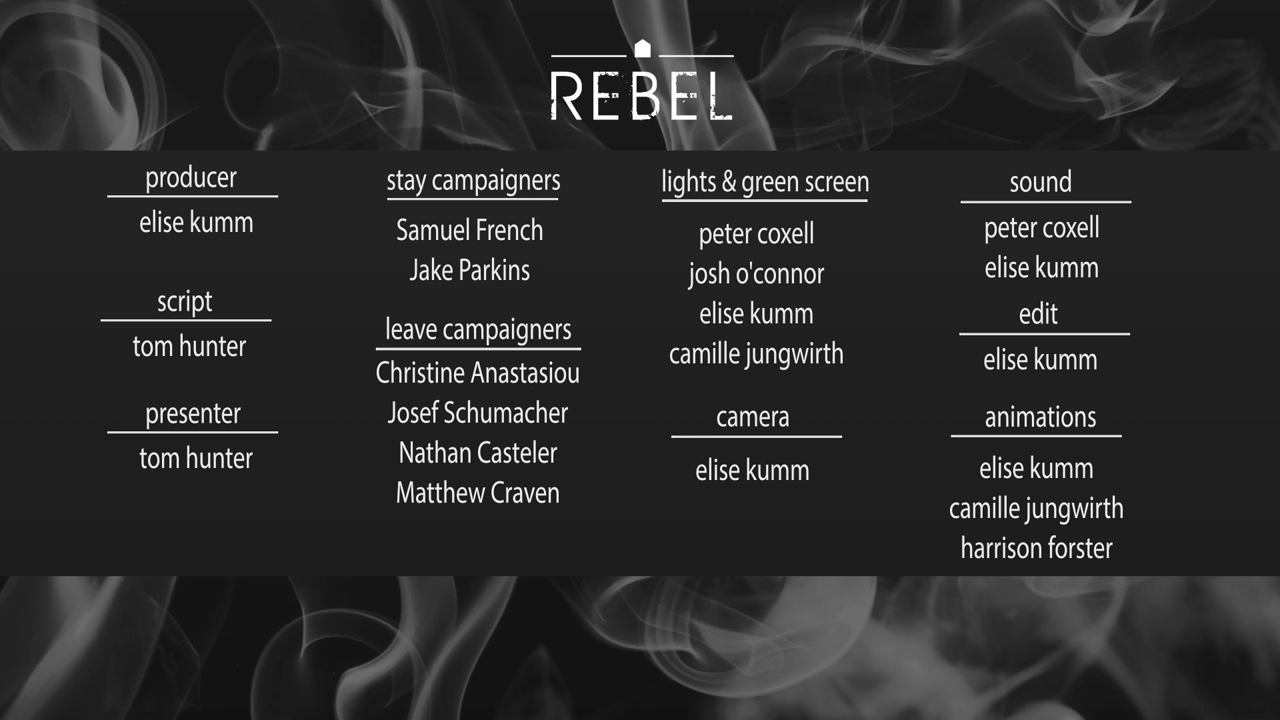 REBEL
producer
elise kumm
script
tom hunter
presenter
tom hunter
stay campaigners
Samuel French
Jake Parkins
leave campaigners
Christine Anastasiou
Josef Schumacher
Nathan Casteler
Matthew Craven
lights & green screen
peter coxell
josh o'connor
elise kumm
camille jungwirth
camera
elise kumm
sound
peter coxell
elise kumm
edit
elise kumm
animations
elise kumm
camille jungwirth
harrison forster